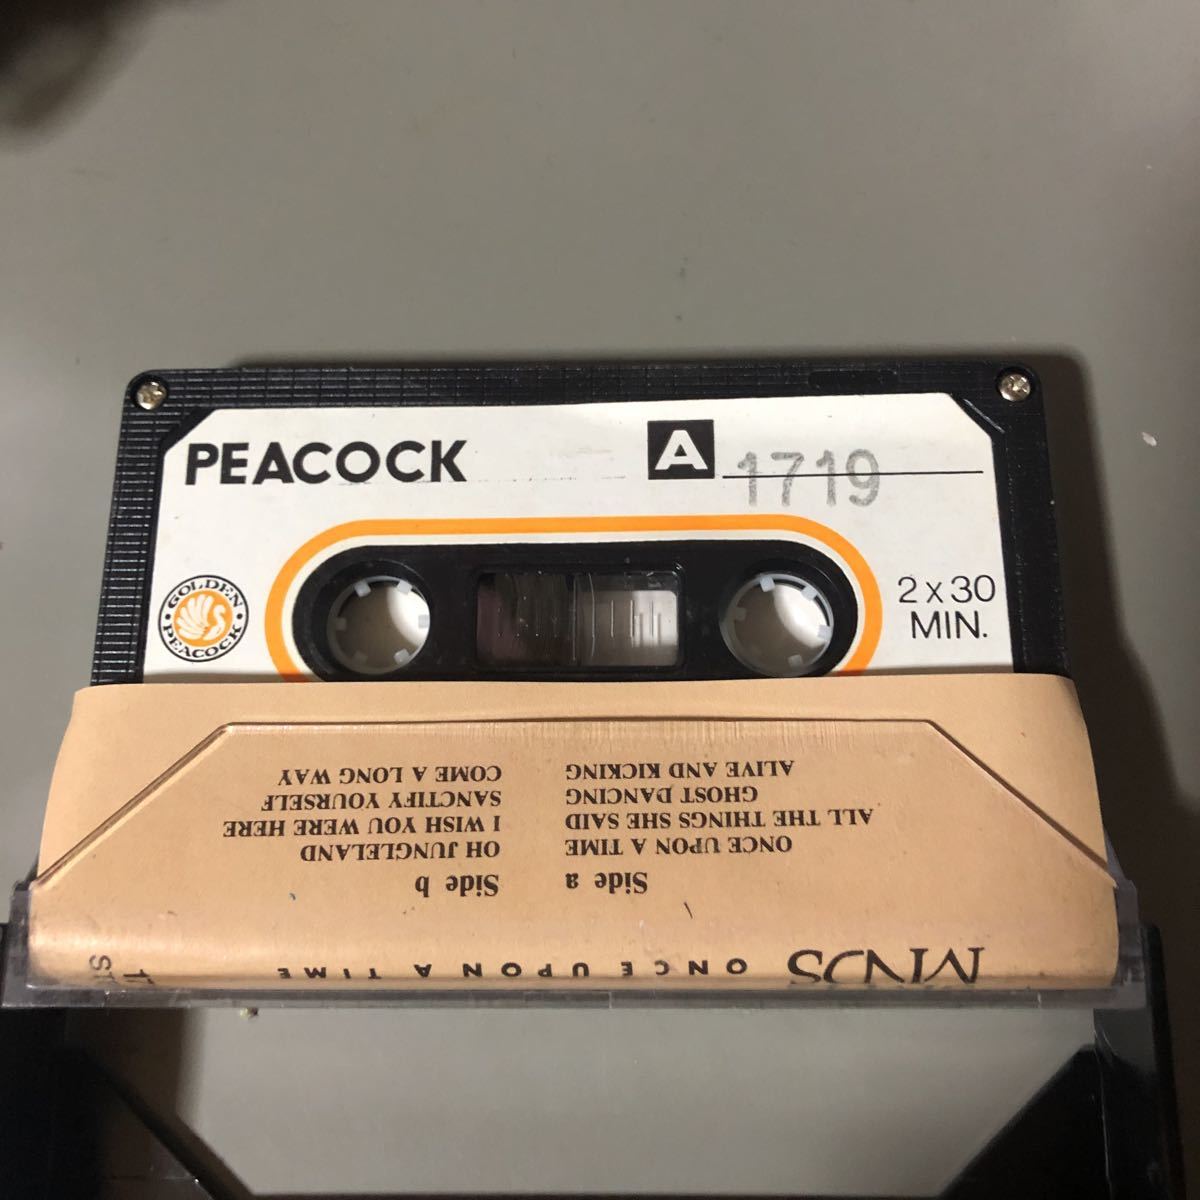 PEACOCK
A
1719
GOLDEN
PEACOCK
2 x 30
MIN.
MNDS ONCE UPON A TIME
Side a
ONCE UPON A TIME
ALL THE THINGS SHE SAID
GHOST DANCING
ALIVE AND KICKING
Side b
OH JUNGLELAND
I WISH YOU WERE HERE
SANCTIFY YOURSELF
COME A LONG WAY